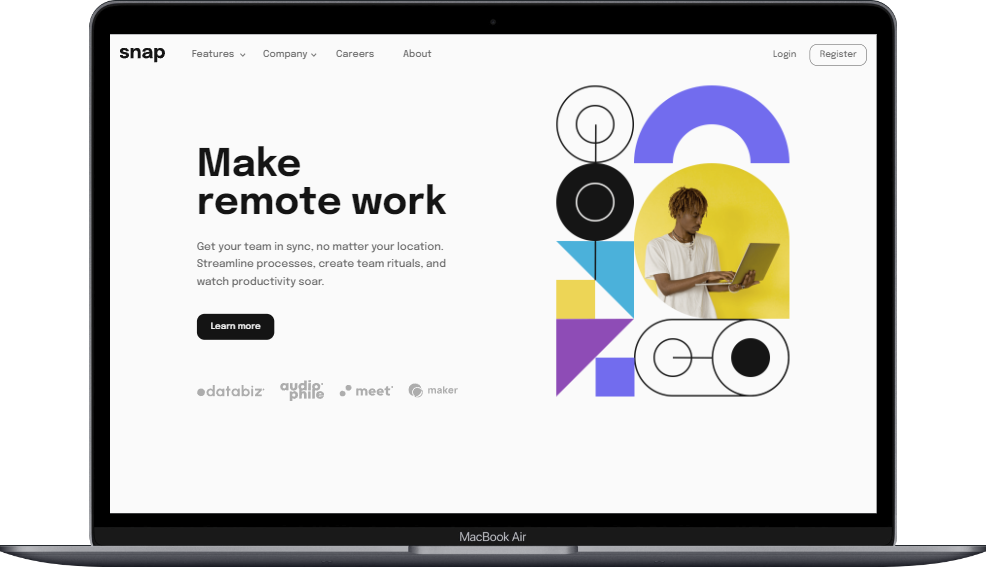 snap
Features
Company
Careers
About
Login
Register
Make
remote work
Get your team in sync, no matter your location.
Streamline processes, create team rituals, and
watch productivity soar.
Learn more
databiz
audio
phile
meet
maker
MacBook Air